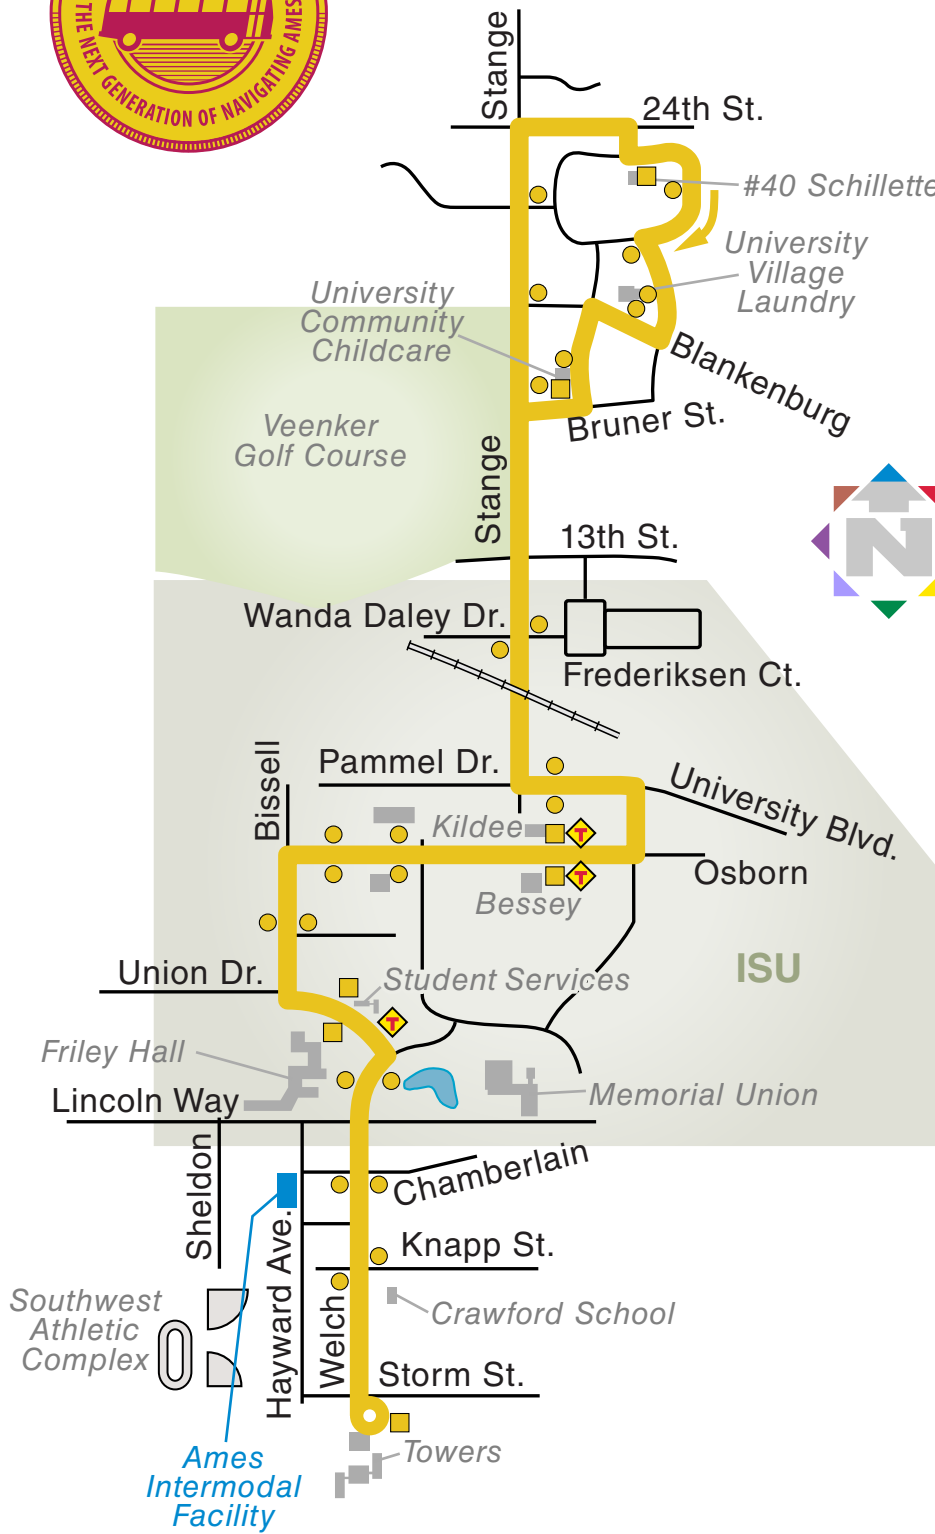 THE NEXT GENERATION OF NAVIGATING AMES
Stange
24th St.
#40 Schillette
University
Village
Laundry
University
Community
Childcare
Blankenburg
Bruner St.
Veenker
Golf Course
Stange
N
13th St.
Wanda Daley Dr.
Frederiksen Ct.
Bissell
Pammel Dr.
University Blvd.
Kildee
T
Osborn
T
Bessey
ISU
Union Dr.
Student Services
T
Friley Hall
Memorial Union
Lincoln Way
Sheldon
Chamberlain
Hayward Ave.
Knapp St.
Southwest
Athletic
Complex
Welch
Crawford School
Storm St.
Towers
Ames
Intermodal
Facility